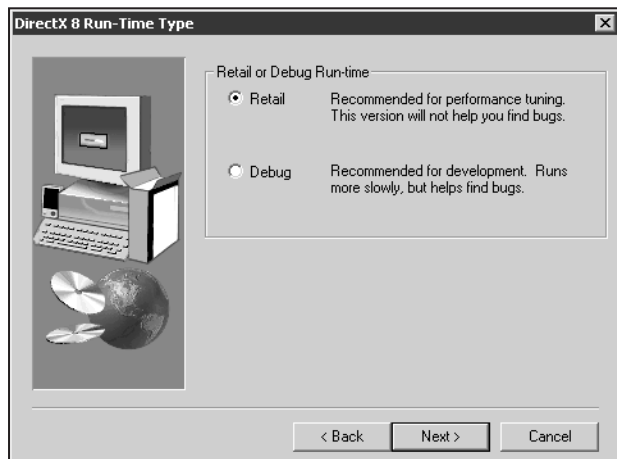 DirectX 8 Run-Time Type
Retail or Debug Run-time
Retail
Recommended for performance tuning.
This version will not help you find bugs.
Debug
Recommended for development. Runs
more slowly, but helps find bugs.
< Back
Next >
Cancel